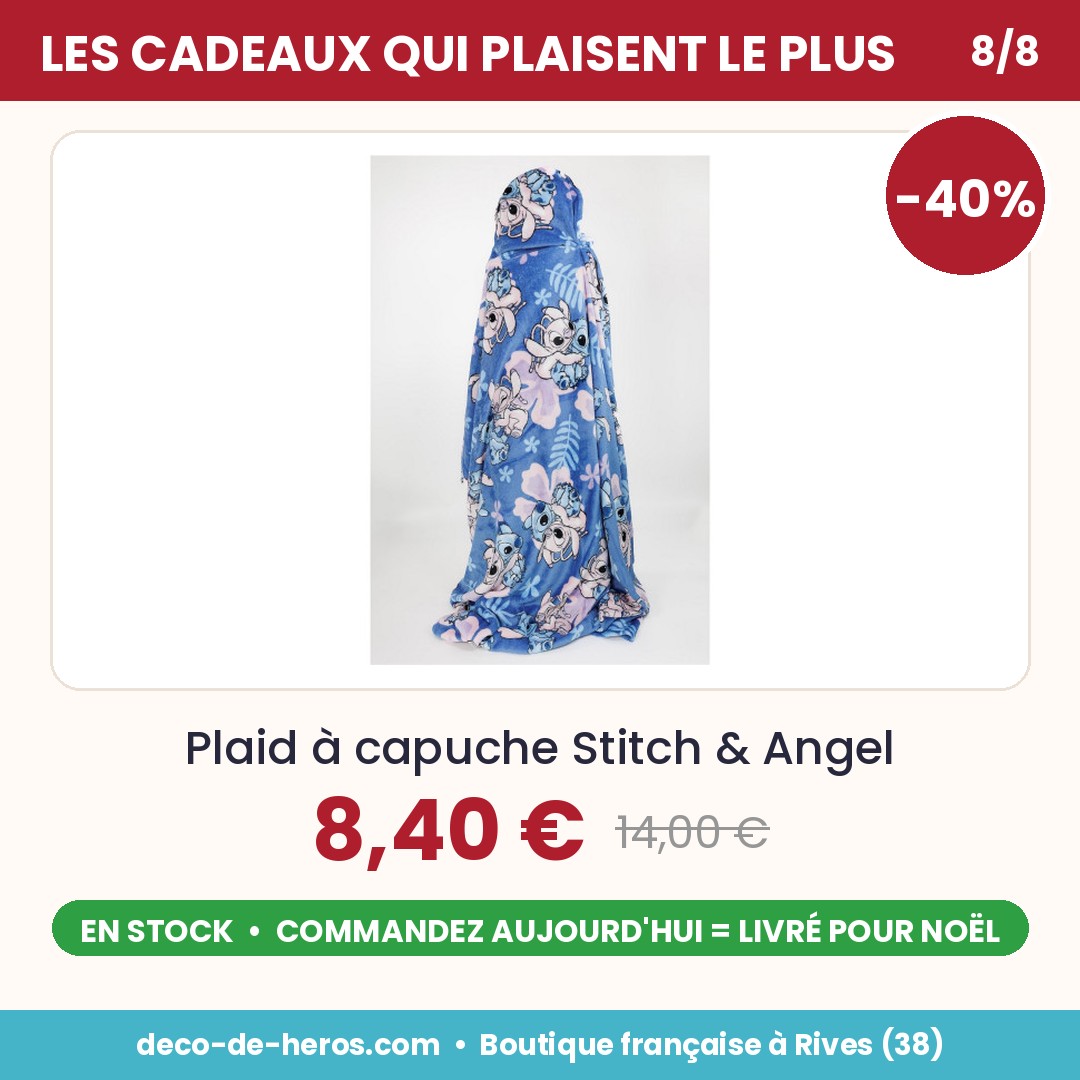 LES CADEAUX QUI PLAISENT LE PLUS 8/8
-40%
Plaid à capuche Stitch & Angel
8,40 € 14,00 €
EN STOCK • COMMANDEZ AUJOURD'HUI = LIVRÉ POUR NOËL
deco-de-heros.com • Boutique française à Rives (38)